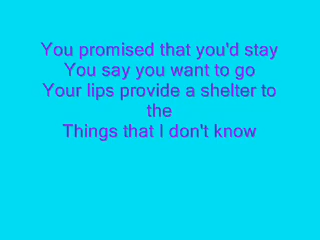 You promised that you'd stay
You say you want to go
Your lips provide a shelter to
the
Things that I don't know